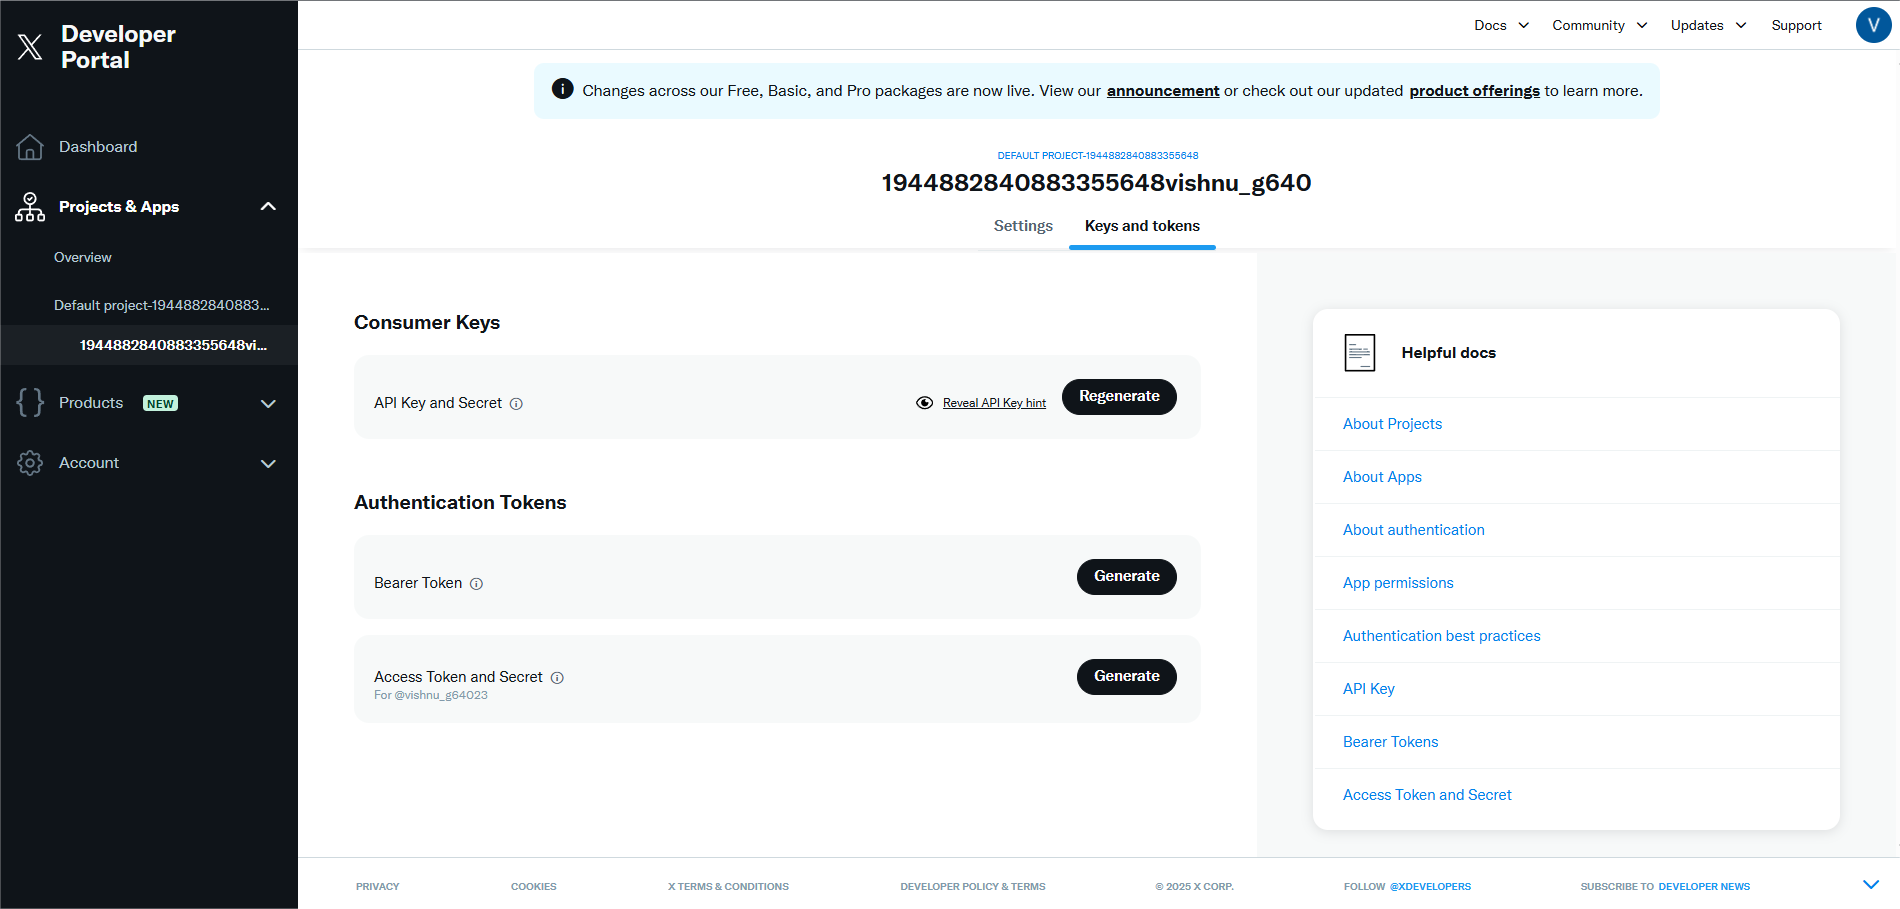 Developer
Portal
Docs
Community
Updates
Support
V
Changes across our Free, Basic, and Pro packages are now live. View our announcement or check out our updated product offerings to learn more.
Dashboard
Projects & Apps
Overview
Default project-1944882840883...
1944882840883355648vi...
Products NEW
Account
DEFAULT PROJECT-1944882840883355648
1944882840883355648vishnu_g640
Settings
Keys and tokens
Consumer Keys
API Key and Secret
Reveal API Key hint
Regenerate
Authentication Tokens
Bearer Token
Generate
Access Token and Secret
For @vishnu_g64023
Generate
Helpful docs
About Projects
About Apps
About authentication
App permissions
Authentication best practices
API Key
Bearer Tokens
Access Token and Secret
PRIVACY
COOKIES
X TERMS & CONDITIONS
DEVELOPER POLICY & TERMS
© 2025 X CORP.
FOLLOW @XDEVELOPERS
SUBSCRIBE TO DEVELOPER NEWS